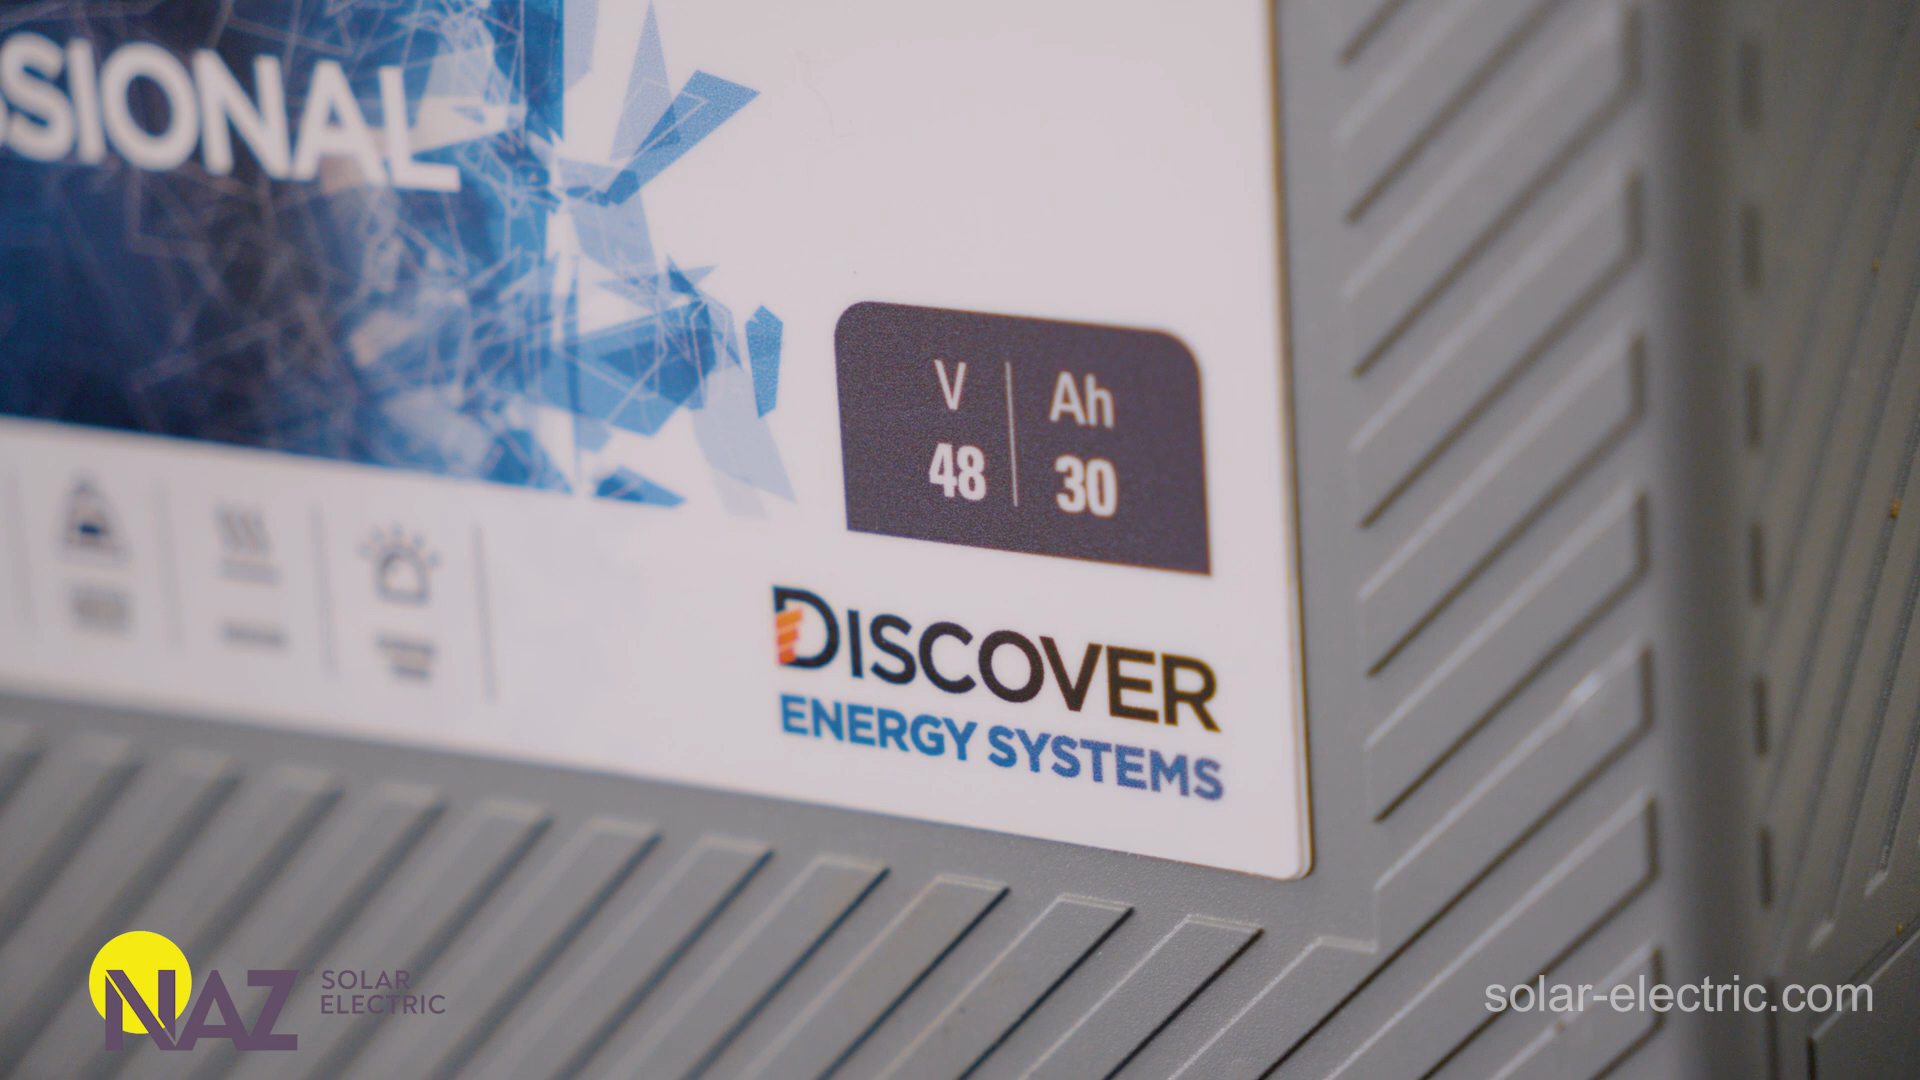 SSIONAL
V Ah
48 30
DISCOVER
ENERGY SYSTEMS
NAZ SOLAR
ELECTRIC
solar-electric.com